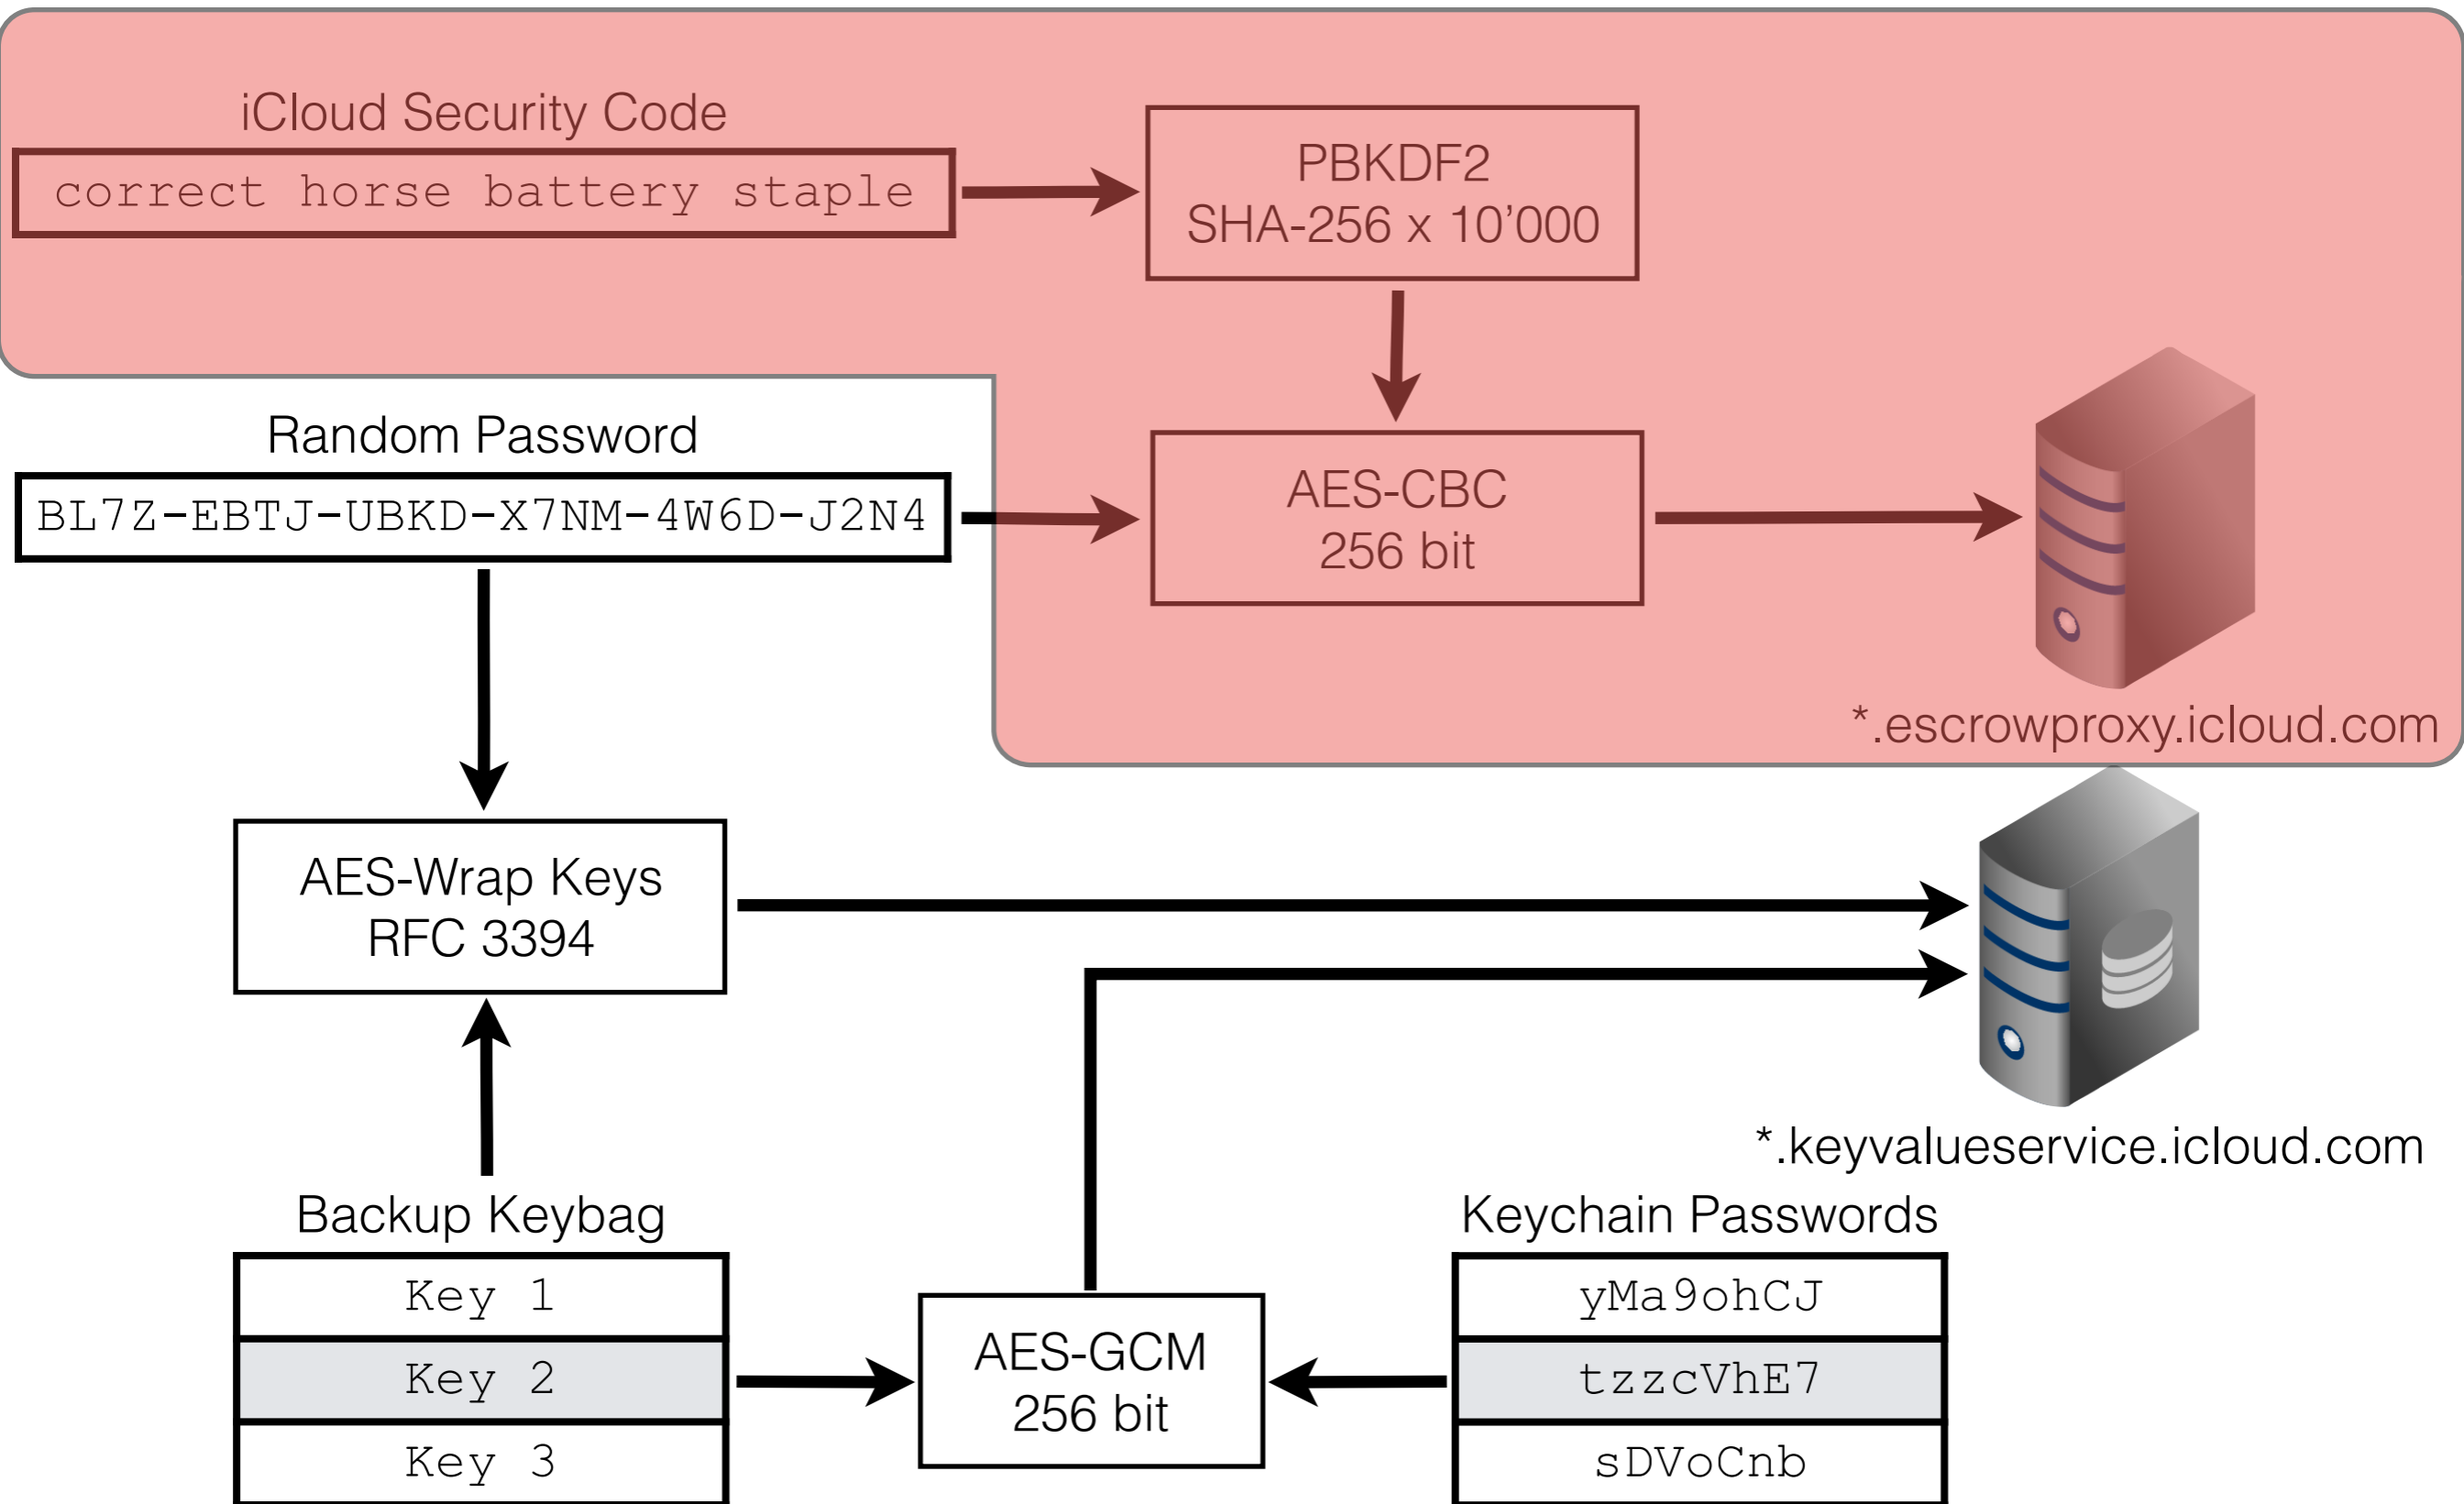 iCloud Security Code
correct horse battery staple
PBKDF2
SHA-256 x 10'000
Random Password
BL7Z-EBTJ-UBKD-X7NM-4W6D-J2N4
AES-CBC
256 bit
*.escrowproxy.icloud.com
AES-Wrap Keys
RFC 3394
*.keyvalueservice.icloud.com
Backup Keybag
Key 1
Key 2
Key 3
AES-GCM
256 bit
Keychain Passwords
yMa9ohCJ
tzzcVhE7
sDVoCnb